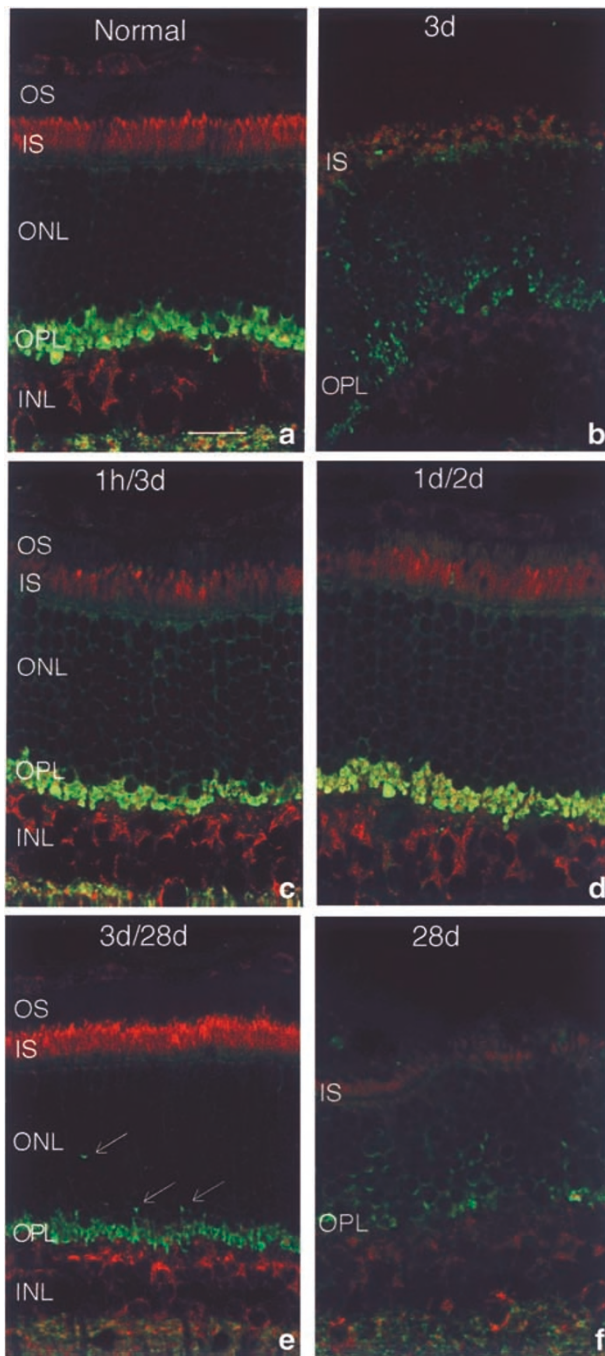 Normal
OS
IS
ONL
OPL
INL
a
3d
IS
OPL
b
1h/3d
OS
IS
ONL
OPL
INL
c
1d/2d
d
3d/28d
OS
IS
ONL
OPL
INL
e
28d
IS
OPL
f